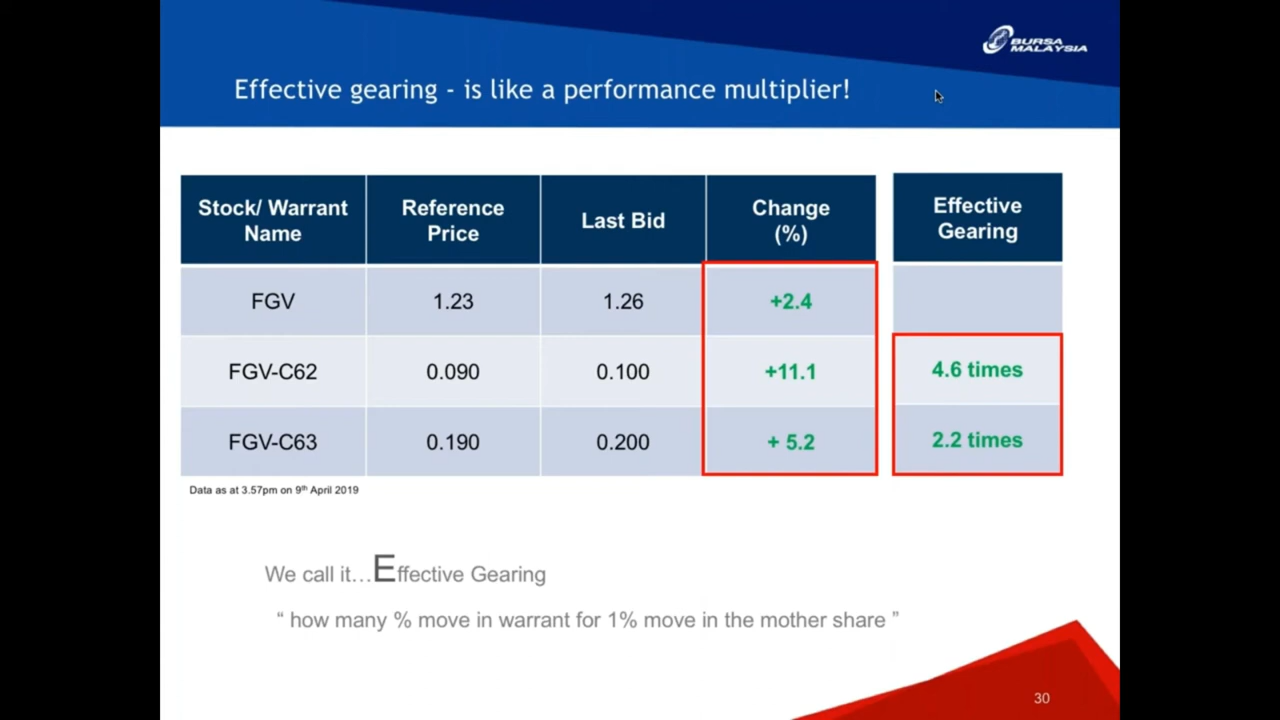 BURSA
MALAYSIA
Effective gearing - is like a performance multiplier!
Stock/ Warrant
Name
Reference
Price
Last Bid
Change
(%)
Effective
Gearing
FGV
1.23
1.26
+2.4
FGV-C62
0.090
0.100
+11.1
4.6 times
FGV-C63
0.190
0.200
+ 5.2
2.2 times
Data as at 3.57pm on 9th April 2019
We call it…Effective Gearing
“ how many % move in warrant for 1% move in the mother share ”
30